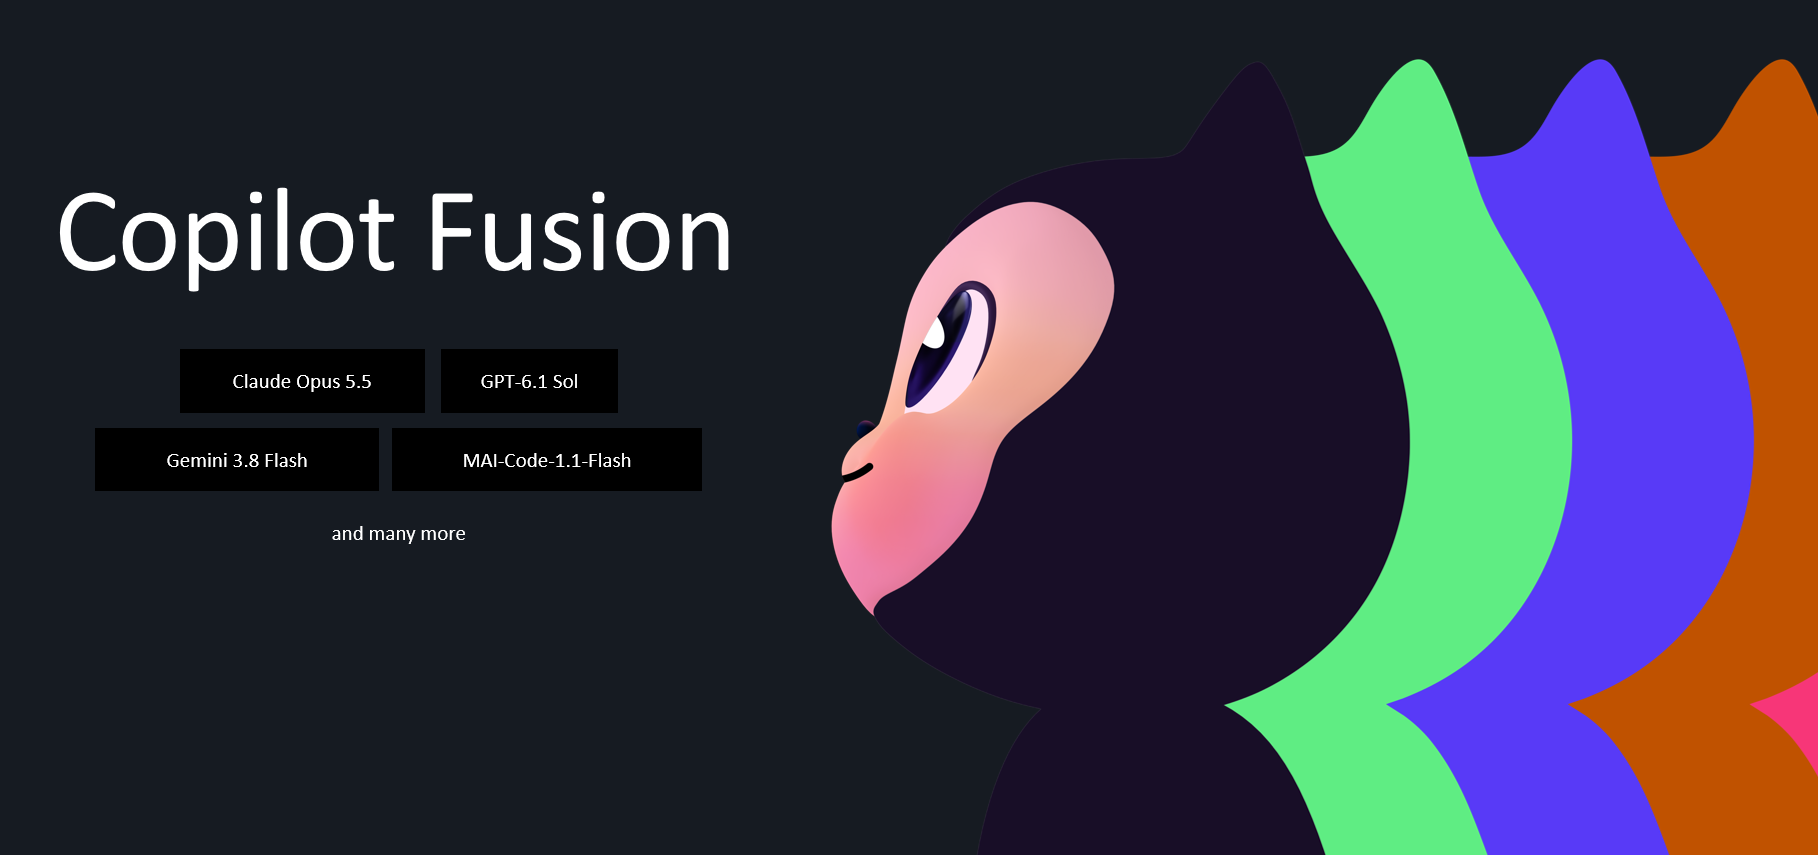 Copilot Fusion
Claude Opus 5.5
GPT-6.1 Sol
Gemini 3.8 Flash
MAI-Code-1.1-Flash
and many more